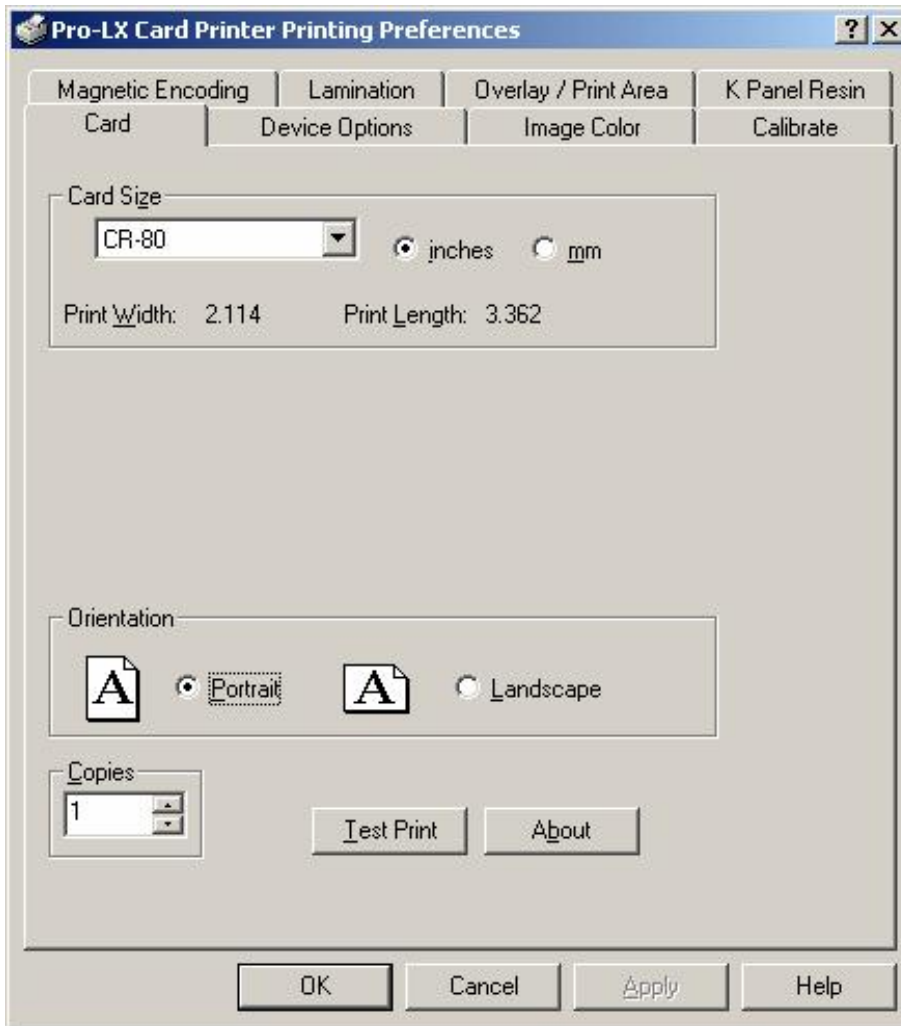 Pro-LX Card Printer Printing Preferences
Magnetic Encoding Lamination Overlay / Print Area K Panel Resin
Card Device Options Image Color Calibrate
Card Size
CR-80 inches mm
Print Width: 2.114 Print Length: 3.362
Orientation
A Portrait A Landscape
Copies
1
Test Print About
OK Cancel Apply Help